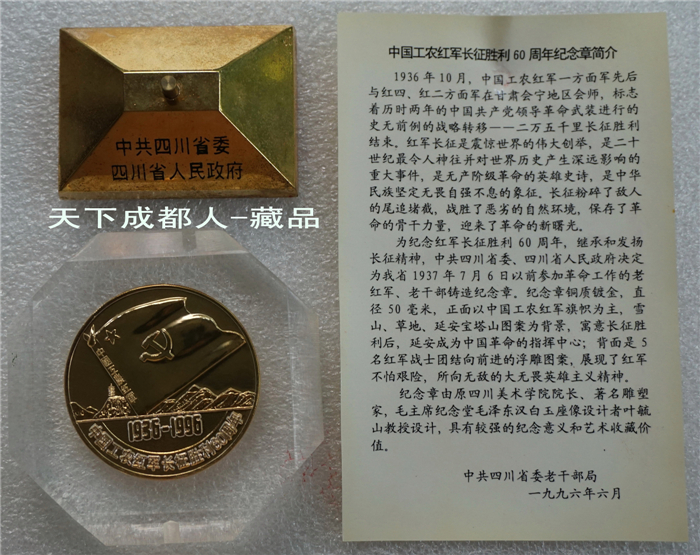 中共四川省委
四川省人民政府
天下成都人-藏品
1936-1996
中国工农红军长征胜利60周年
中国工农红军长征胜利 60 周年纪念章简介
1936 年 10 月，中国工农红军一方面军先后
与红四、红二方面军在甘肃会宁地区会师，标志
着历时两年的中国共产党领导革命武装进行的
史无前例的战略转移——二万五千里长征胜利
结束。红军长征是震惊世界的伟大创举，是二十
世纪最令人神往并对世界历史产生深远影响的
重大事件，是无产阶级革命的英雄史诗，是中华
民族坚定无畏自强不息的象征。长征粉碎了敌人
的尾追堵截，战胜了恶劣的自然环境，保存了革
命的骨干力量，迎来了革命的新曙光。
为纪念红军长征胜利 60 周年，继承和发扬
长征精神，中共四川省委、四川省人民政府决定
为我省 1937 年 7 月 6 日以前参加革命工作的老
红军、老干部铸造纪念章。纪念章铜质镀金，直
径 50 毫米，正面以中国工农红军旗帜为主，雪
山、草地、延安宝塔山图案为背景，寓意长征胜
利后，延安成为中国革命的指挥中心；背面是 5
名红军战士团结向前进的浮雕图案，展现了红军
不怕艰险，所向无敌的大无畏英雄主义精神。
纪念章由原四川美术学院院长、著名雕塑
家，毛主席纪念堂毛泽东汉白玉座像设计者叶毓
山教授设计，具有较强的纪念意义和艺术收藏价
值。
中共四川省委老干部局
一九九六年六月